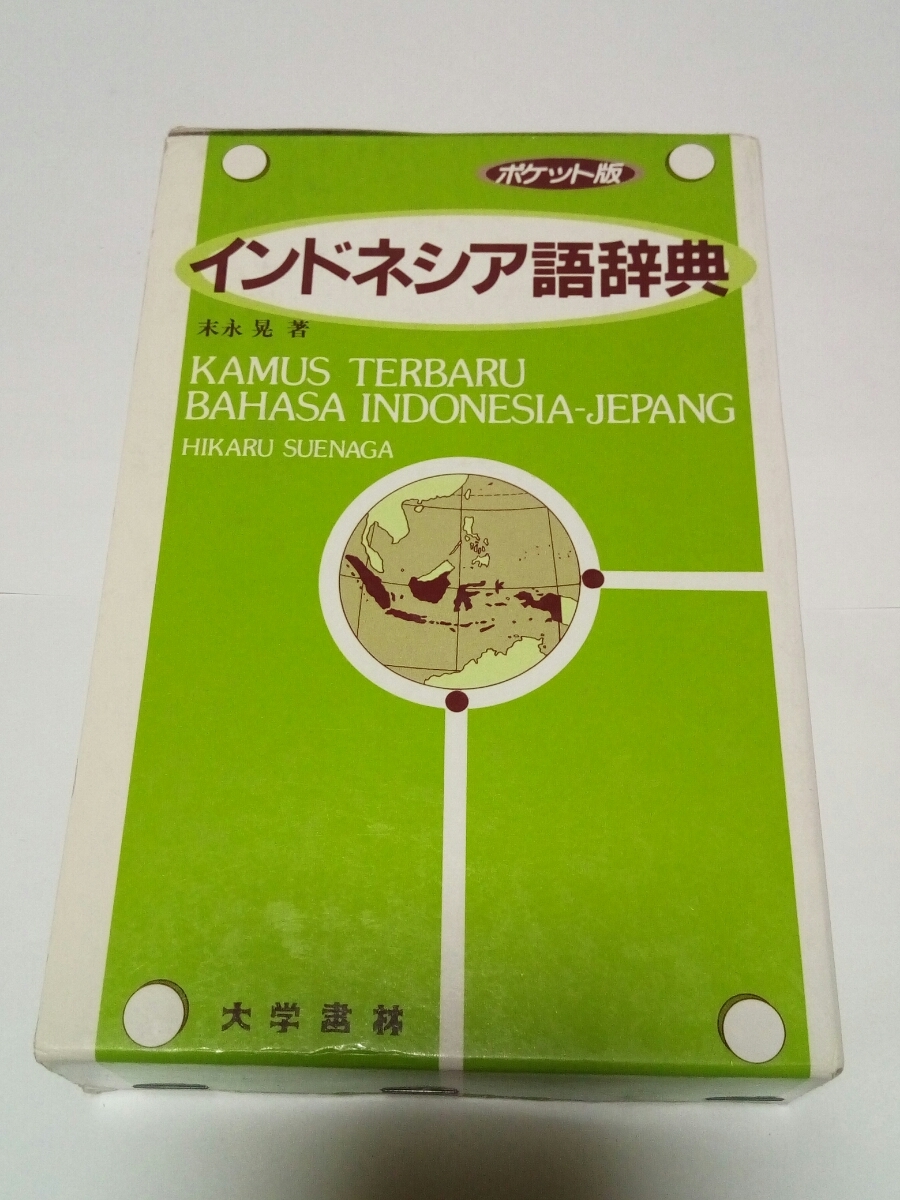 ポケット版
インドネシア語辞典
末永 晃 著
KAMUS TERBARU
BAHASA INDONESIA-JEPANG
HIKARU SUENAGA
大学書林